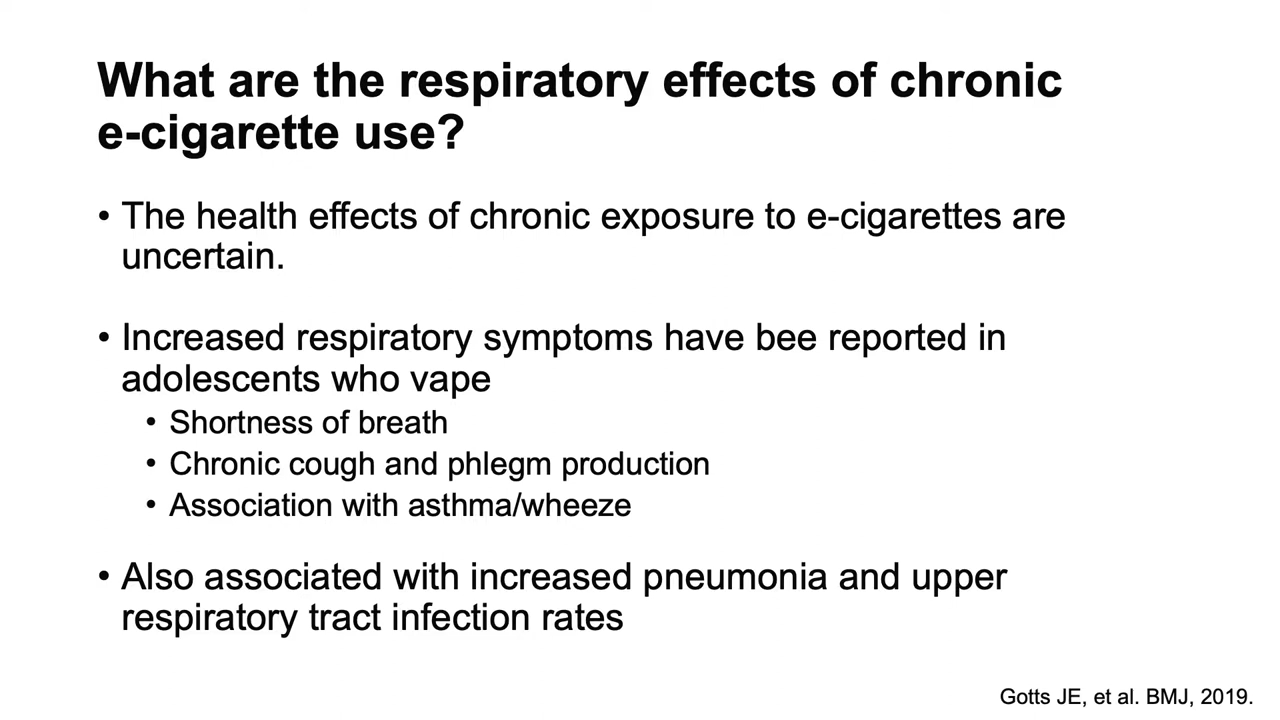 What are the respiratory effects of chronic
e-cigarette use?
• The health effects of chronic exposure to e-cigarettes are
uncertain.
• Increased respiratory symptoms have bee reported in
adolescents who vape
• Shortness of breath
• Chronic cough and phlegm production
• Association with asthma/wheeze
• Also associated with increased pneumonia and upper
respiratory tract infection rates
Gotts JE, et al. BMJ, 2019.